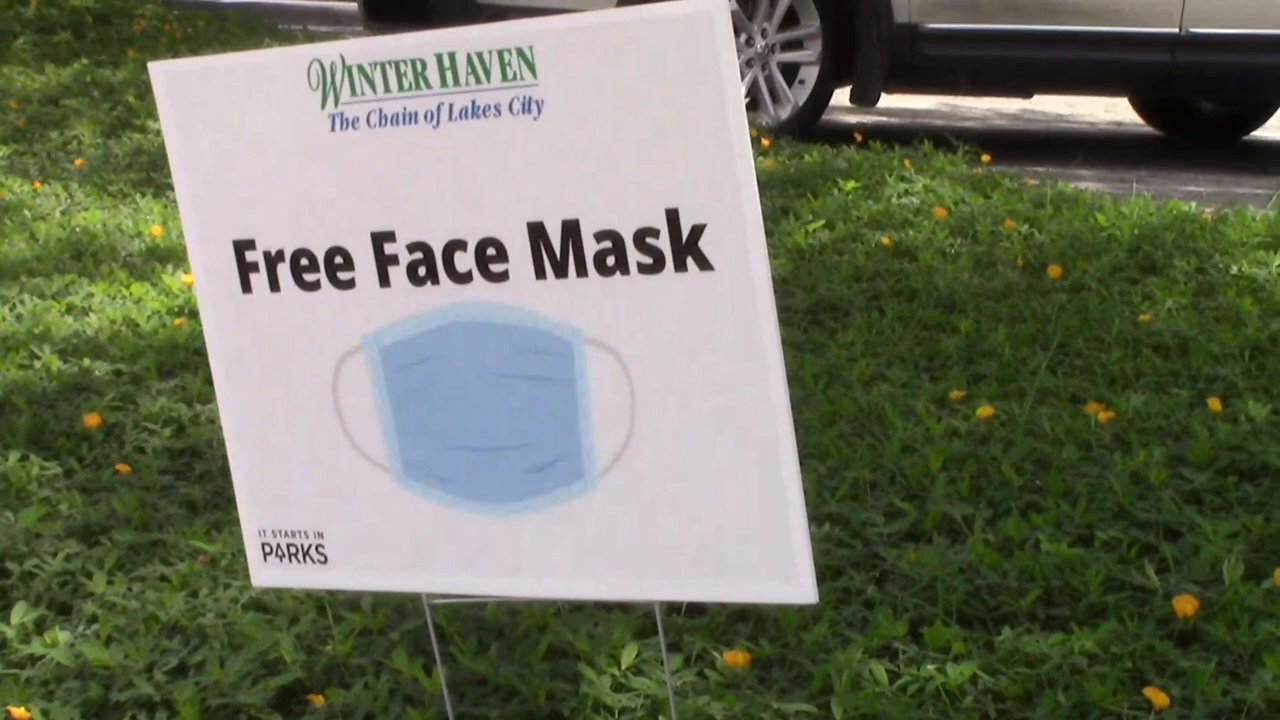 WINTER HAVEN
The Chain of Lakes City
Free Face Mask
IT STARTS IN
PARKS